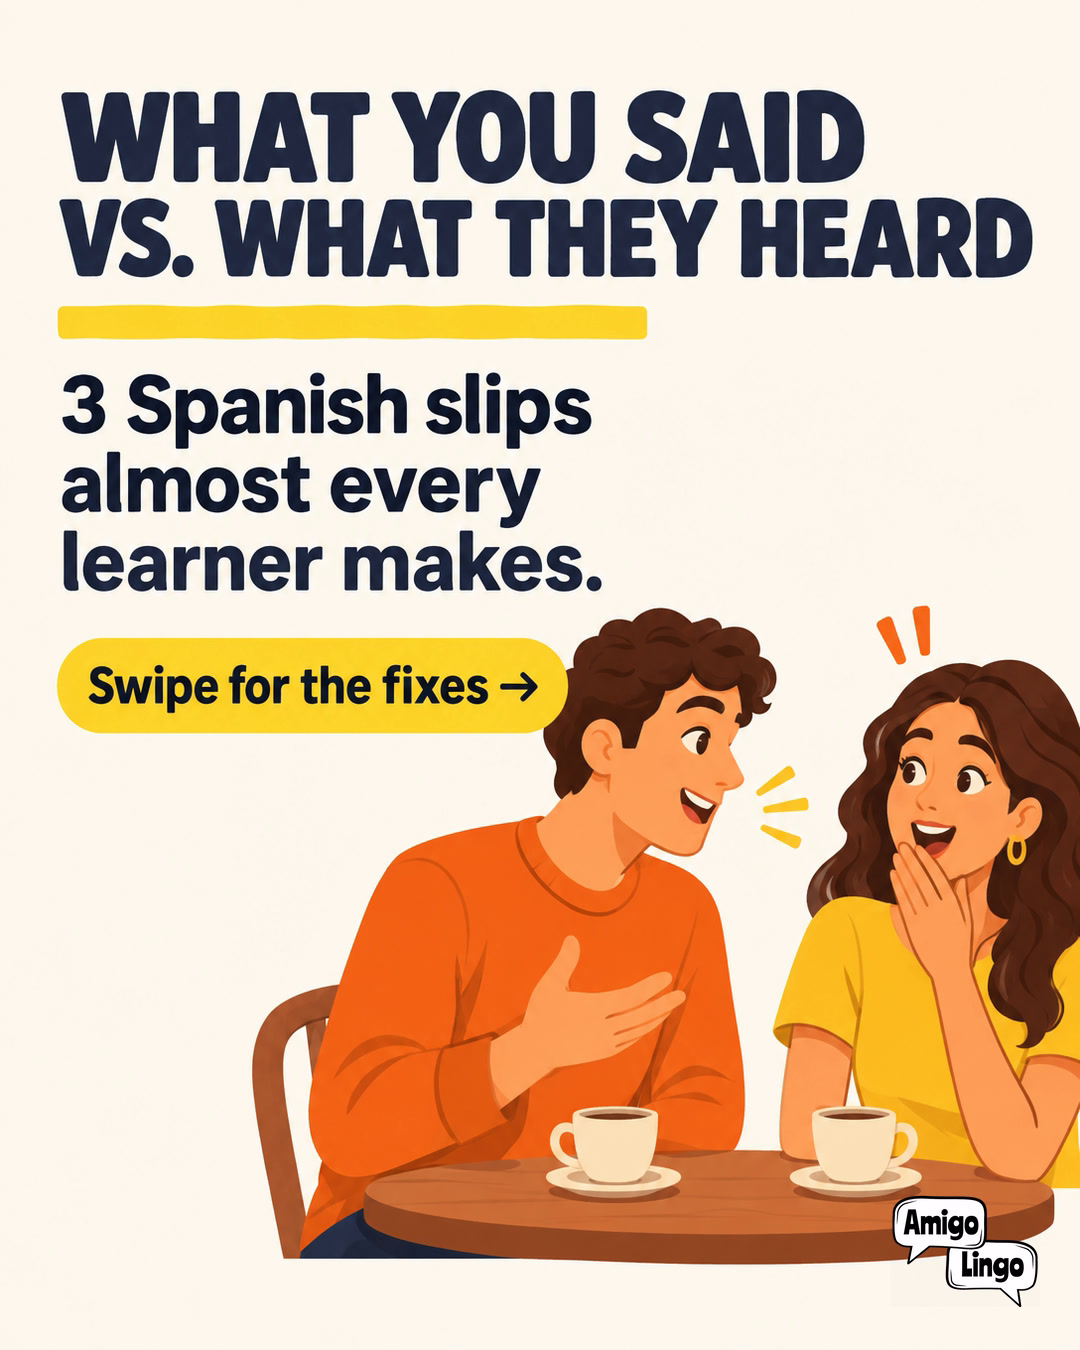 WHAT YOU SAID
VS. WHAT THEY HEARD
3 Spanish slips
almost every
learner makes.
Swipe for the fixes →
Amigo
Lingo